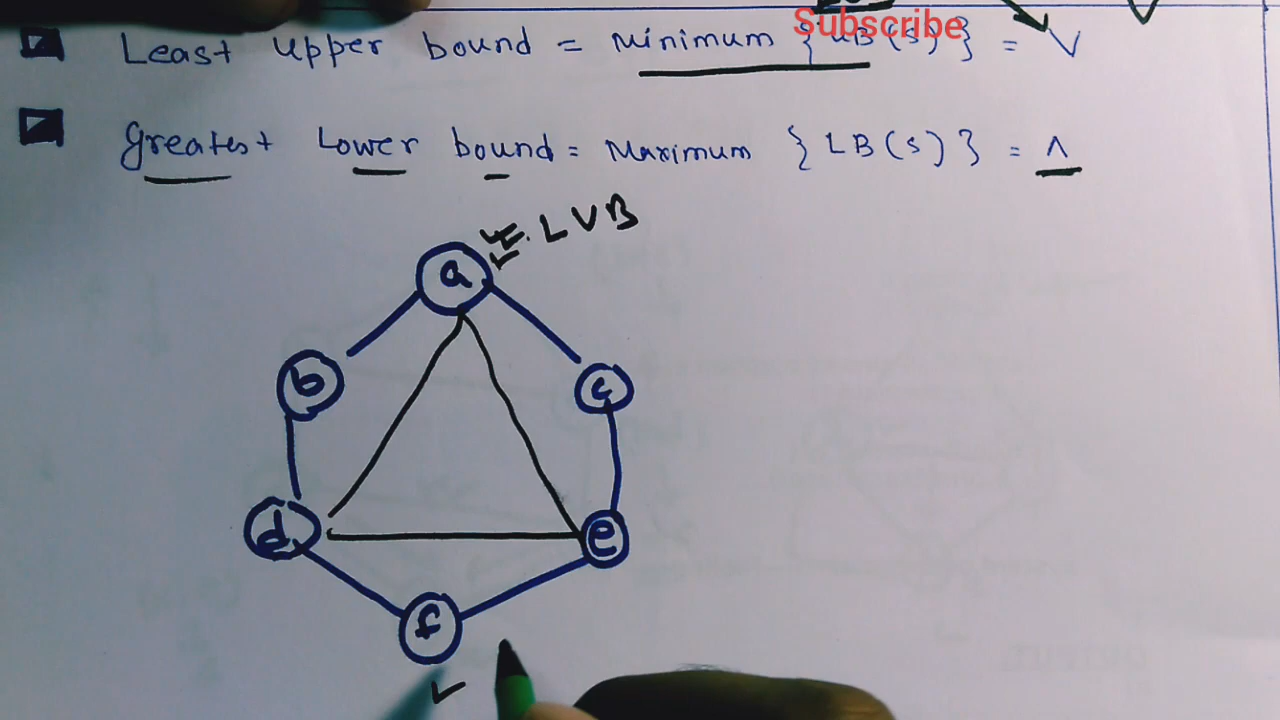 Least upper bound = minimum {UB(S)} = V
Subscribe
Greatest Lower bound = Maximum {LB(S)} = Λ
LUB
a
b
c
d
e
f